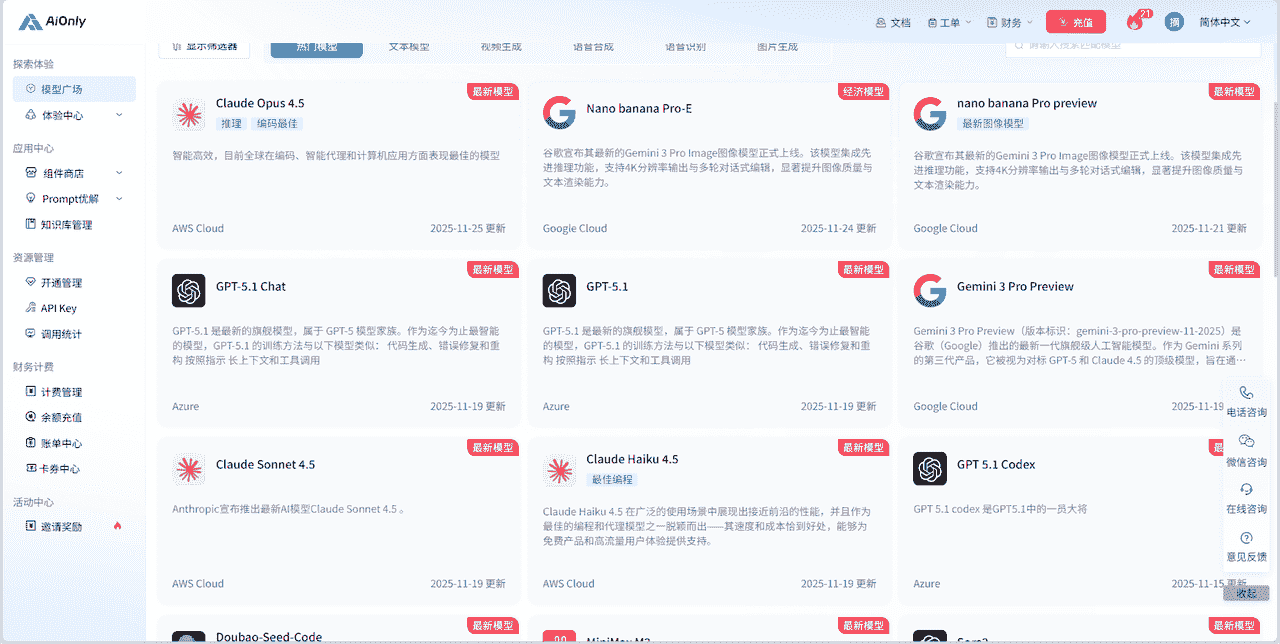 AiOnly
文档
工单
财务
充值
21
摘
简体中文
探索体验
模型广场
体验中心
应用中心
组件商店
Prompt优解
知识库管理
资源管理
开通管理
API Key
调用统计
财务计费
计费管理
余额充值
账单中心
卡券中心
活动中心
邀请奖励
显示筛选器
热门模型
文本模型
视频生成
语音合成
语音识别
图片生成
请输入搜索匹配模型
最新模型
Claude Opus 4.5
推理
编码最佳
智能高效，目前全球在编码、智能代理和计算机应用方面表现最佳的模型
AWS Cloud
2025-11-25 更新
经济模型
Nano banana Pro-E
谷歌宣布其最新的Gemini 3 Pro Image图像模型正式上线。该模型集成先
进推理功能，支持4K分辨率输出与多轮对话式编辑，显著提升图像质量与
文本渲染能力。
Google Cloud
2025-11-24 更新
最新模型
nano banana Pro preview
最新图像模型
谷歌宣布其最新的Gemini 3 Pro Image图像模型正式上线。该模型集成先
进推理功能，支持4K分辨率输出与多轮对话式编辑，显著提升图像质量与
文本渲染能力。
Google Cloud
2025-11-21 更新
最新模型
GPT-5.1 Chat
GPT-5.1 是最新的旗舰模型，属于 GPT-5 模型家族。作为迄今为止最智能
的模型，GPT-5.1 的训练方法与以下模型类似： 代码生成、错误修复和重
构 按照指示 长上下文和工具调用
Azure
2025-11-19 更新
最新模型
GPT-5.1
GPT-5.1 是最新的旗舰模型，属于 GPT-5 模型家族。作为迄今为止最智能
的模型，GPT-5.1 的训练方法与以下模型类似： 代码生成、错误修复和重
构 按照指示 长上下文和工具调用
Azure
2025-11-19 更新
最新模型
Gemini 3 Pro Preview
Gemini 3 Pro Preview（版本标识：gemini-3-pro-preview-11-2025）是
谷歌（Google）推出的最新一代旗舰级人工智能模型。作为 Gemini 系列
的第三代产品，它被视为对标 GPT-5 和 Claude 4.5 的顶级模型，旨在通…
Google Cloud
2025-11-19
最新模型
Claude Sonnet 4.5
Anthropic宣布推出最新AI模型Claude Sonnet 4.5 。
AWS Cloud
2025-11-19 更新
最新模型
Claude Haiku 4.5
最佳编程
Claude Haiku 4.5 在广泛的使用场景中展现出接近前沿的性能，并且作为
最佳的编程和代理模型之一脱颖而出——其速度和成本恰到好处，能够为
免费产品和高流量用户体验提供支持。
AWS Cloud
2025-11-19 更新
最
GPT 5.1 Codex
GPT 5.1 codex 是GPT5.1中的一员大将
Azure
2025-11-15 更新
电话咨询
微信咨询
在线咨询
意见反馈
收起
最新模型
Doubao-Seed-Code
最新模型
MiniMax M2
最新模型
Sora2